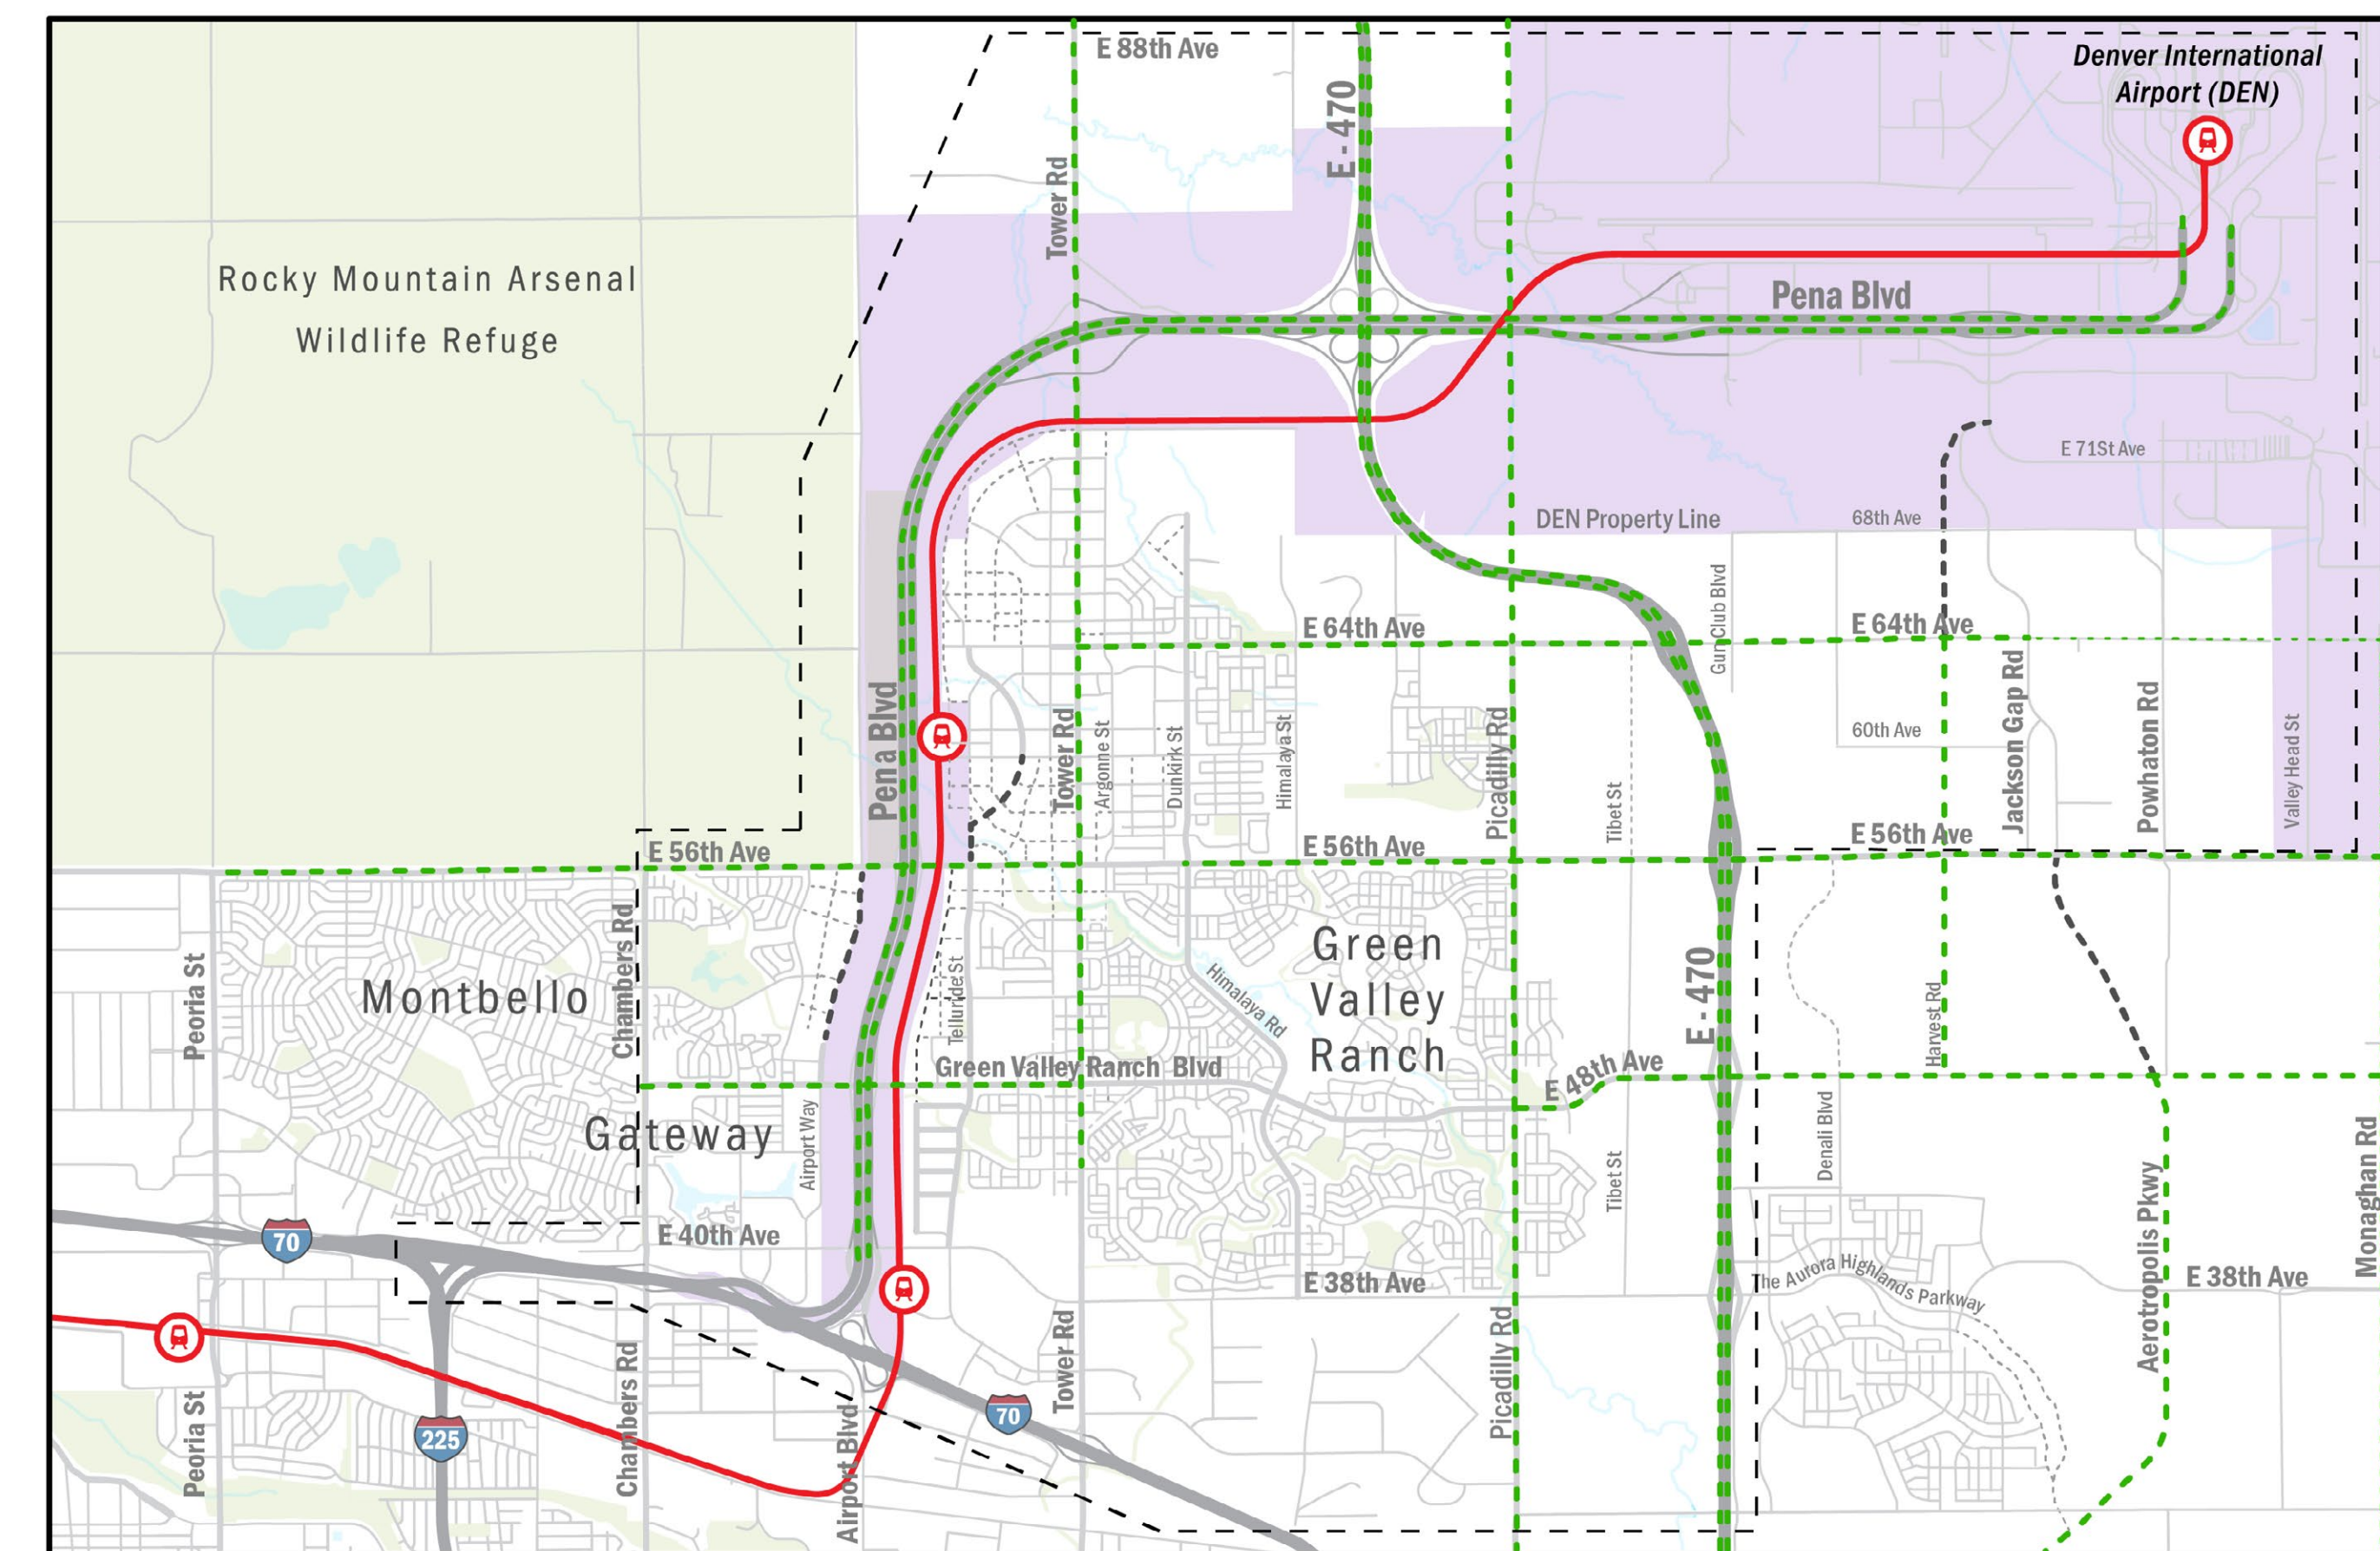 E 88th Ave
Denver International
Airport (DEN)
E - 470
Tower Rd
Rocky Mountain Arsenal
Wildlife Refuge
Pena Blvd
E 71St Ave
DEN Property Line
68th Ave
Gun Club Blvd
E 64th Ave
E 64th Ave
Pena Blvd
Tower Rd
Argonne St
Dunkirk St
Himalaya St
Picadilly Rd
Tibet St
60th Ave
Jackson Gap Rd
Powhaton Rd
Valley Head St
E 56th Ave
E 56th Ave
E 56th Ave
Peoria St
Montbello
Chambers Rd
Telluride St
Himalaya Rd
Green
Valley
Ranch
E - 470
Harvest Rd
Green Valley Ranch Blvd
E 48th Ave
Gateway
Airport Way
Tibet St
Denali Blvd
Aerotropolis Pkwy
Monaghan Rd
70
E 40th Ave
E 38th Ave
The Aurora Highlands Parkway
E 38th Ave
Peoria St
225
Chambers Rd
Airport Blvd
70
Tower Rd
Picadilly Rd